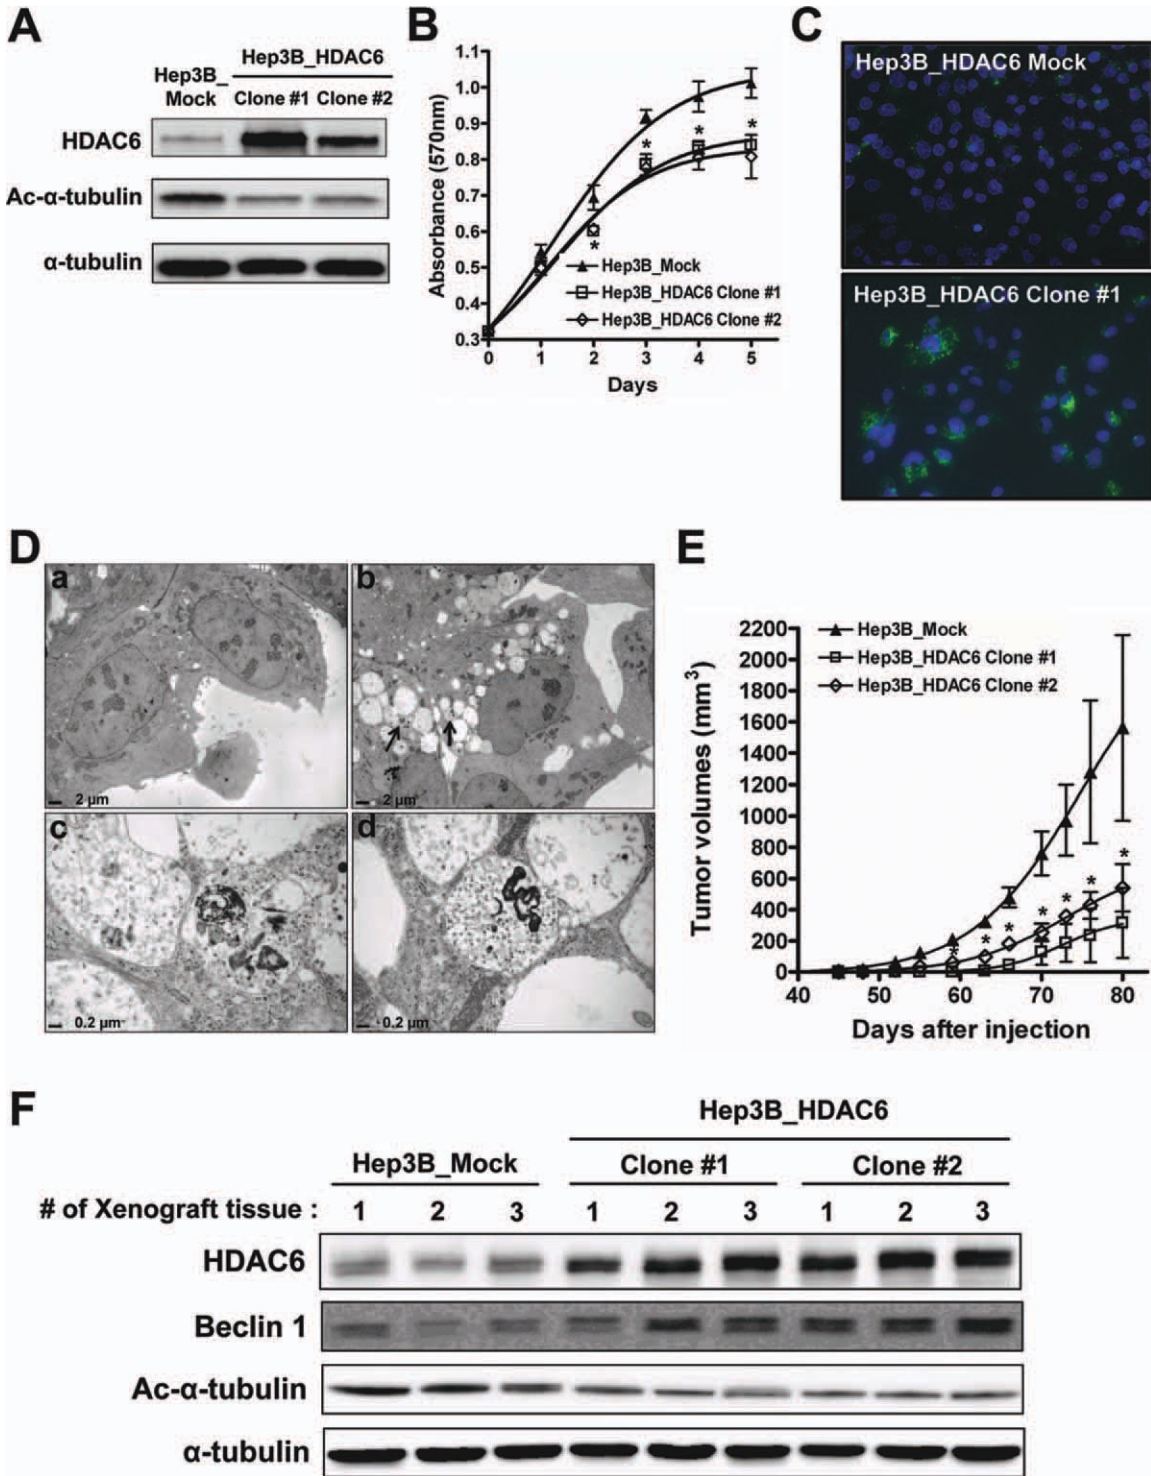 A
Hep3B_HDAC6
Hep3B_
Mock
Clone #1 Clone #2
HDAC6
Ac-α-tubulin
α-tubulin
B
Absorbance (570nm)
1.1
1.0
0.9
0.8
0.7
0.6
0.5
0.4
0.3
*
*
*
*
Hep3B_Mock
Hep3B_HDAC6 Clone #1
Hep3B_HDAC6 Clone #2
0 1 2 3 4 5
Days
C
Hep3B_HDAC6 Mock
Hep3B_HDAC6 Clone #1
D
a
2 µm
b
2 µm
c
0.2 µm
d
0.2 µm
E
Tumor volumes (mm³)
2200
2000
1800
1600
1400
1200
1000
800
600
400
200
0
Hep3B_Mock
Hep3B_HDAC6 Clone #1
Hep3B_HDAC6 Clone #2
* * * * * * *
40 50 60 70 80
Days after injection
F
Hep3B_HDAC6
Hep3B_Mock Clone #1 Clone #2
# of Xenograft tissue : 1 2 3 1 2 3 1 2 3
HDAC6
Beclin 1
Ac-α-tubulin
α-tubulin